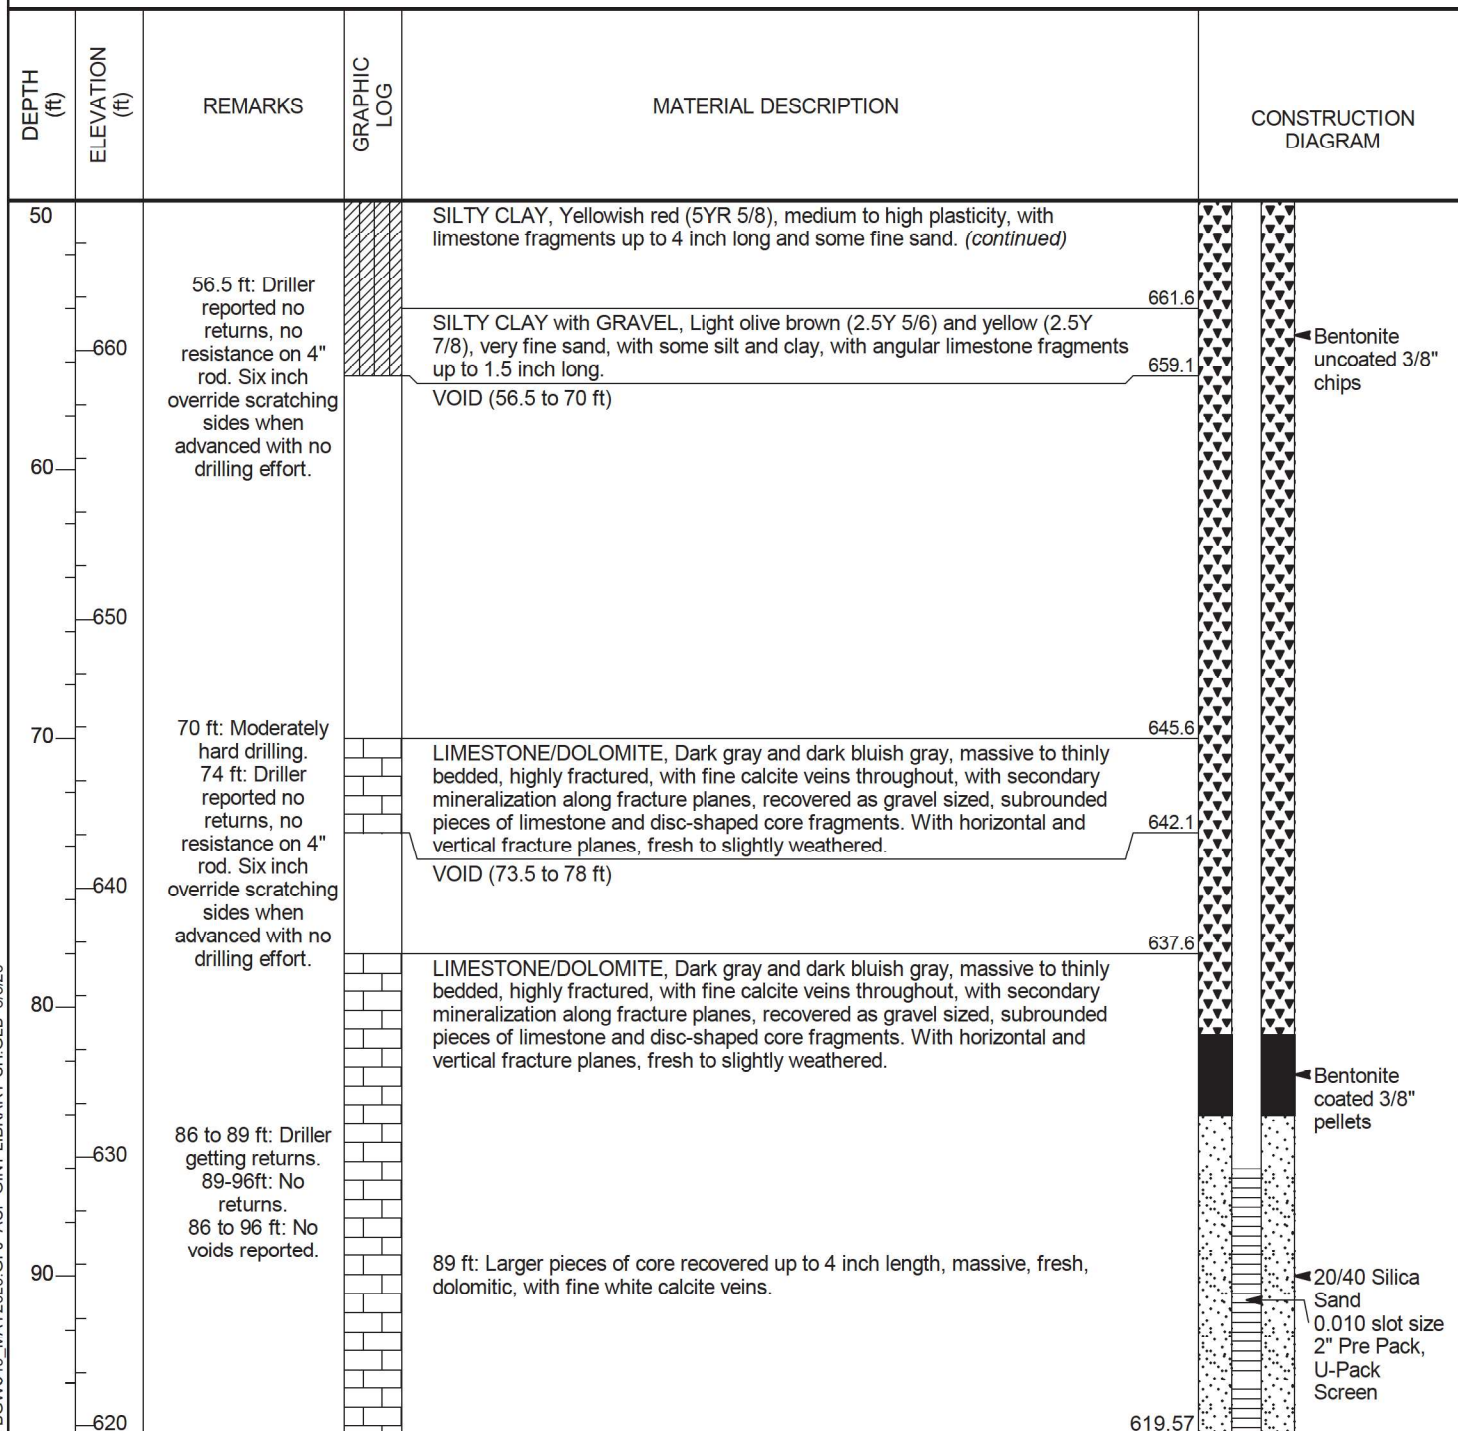 DEPTH
(ft)
ELEVATION
(ft)
REMARKS
GRAPHIC
LOG
MATERIAL DESCRIPTION
CONSTRUCTION
DIAGRAM
50
SILTY CLAY, Yellowish red (5YR 5/8), medium to high plasticity, with
limestone fragments up to 4 inch long and some fine sand. (continued)
56.5 ft: Driller
reported no
returns, no
resistance on 4"
rod. Six inch
override scratching
sides when
advanced with no
drilling effort.
661.6
SILTY CLAY with GRAVEL, Light olive brown (2.5Y 5/6) and yellow (2.5Y
7/8), very fine sand, with some silt and clay, with angular limestone fragments
up to 1.5 inch long.
659.1
660
Bentonite
uncoated 3/8"
chips
VOID (56.5 to 70 ft)
60
650
70
70 ft: Moderately
hard drilling.
74 ft: Driller
reported no
returns, no
resistance on 4"
rod. Six inch
override scratching
sides when
advanced with no
drilling effort.
645.6
LIMESTONE/DOLOMITE, Dark gray and dark bluish gray, massive to thinly
bedded, highly fractured, with fine calcite veins throughout, with secondary
mineralization along fracture planes, recovered as gravel sized, subrounded
pieces of limestone and disc-shaped core fragments. With horizontal and
vertical fracture planes, fresh to slightly weathered.
642.1
VOID (73.5 to 78 ft)
640
637.6
LIMESTONE/DOLOMITE, Dark gray and dark bluish gray, massive to thinly
bedded, highly fractured, with fine calcite veins throughout, with secondary
mineralization along fracture planes, recovered as gravel sized, subrounded
pieces of limestone and disc-shaped core fragments. With horizontal and
vertical fracture planes, fresh to slightly weathered.
80
Bentonite
coated 3/8"
pellets
630
86 to 89 ft: Driller
getting returns.
89-96ft: No
returns.
86 to 96 ft: No
voids reported.
90
89 ft: Larger pieces of core recovered up to 4 inch length, massive, fresh,
dolomitic, with fine white calcite veins.
20/40 Silica
Sand
0.010 slot size
2" Pre Pack,
U-Pack
Screen
620
619.57